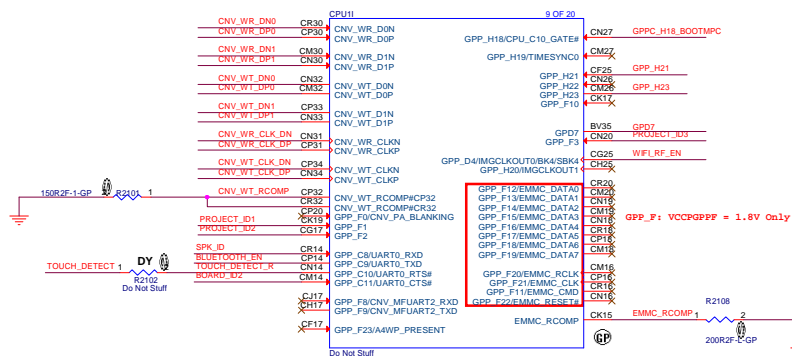 CPU1I 9 OF 20
CNV_WR_DN0 CR30 CNV_WR_D0N
CNV_WR_DP0 CP30 CNV_WR_D0P
CNV_WR_DN1 CM30 CNV_WR_D1N
CNV_WR_DP1 CN30 CNV_WR_D1P
CNV_WT_DN0 CN32 CNV_WT_D0N
CNV_WT_DP0 CM32 CNV_WT_D0P
CNV_WT_DN1 CP33 CNV_WT_D1N
CNV_WT_DP1 CN33 CNV_WT_D1P
CNV_WR_CLK_DN CN31 CNV_WR_CLKN
CNV_WR_CLK_DP CP31 CNV_WR_CLKP
CNV_WT_CLK_DN CP34 CNV_WT_CLKN
CNV_WT_CLK_DP CN34 CNV_WT_CLKP
150R2F-1-GP R2101 1 CNV_WT_RCOMP CP32 CNV_WT_RCOMP#CP32
CR32 CNV_WT_RCOMP#CR32
CP20 GPP_F0/CNV_PA_BLANKING
PROJECT_ID1 CK19 GPP_F1
PROJECT_ID2 CG17 GPP_F2
SPK_ID CR14 GPP_C8/UART0_RXD
BLUETOOTH_EN CP14 GPP_C9/UART0_TXD
TOUCH_DETECT 1 DY R2102 Do Not Stuff TOUCH_DETECT_R CN14 GPP_C10/UART0_RTS#
BOARD_ID2 CM14 GPP_C11/UART0_CTS#
CJ17 GPP_F8/CNV_MFUART2_RXD
CH17 GPP_F9/CNV_MFUART2_TXD
CF17 GPP_F23/A4WP_PRESENT
GPP_H18/CPU_C10_GATE# CN27 GPPC_H18_BOOTMPC
GPP_H19/TIMESYNC0 CM27
GPP_H21 CF25 GPP_H21
GPP_H22 CN26
GPP_H23 CM26 GPP_H23
GPP_F10 CK17
GPD7 BV35 GPD7
GPP_F3 CN20 PROJECT_ID3
GPP_D4/IMGCLKOUT0/BK4/SBK4 CG25 WIFI_RF_EN
GPP_H20/IMGCLKOUT1 CH25
GPP_F12/EMMC_DATA0 CR20
GPP_F13/EMMC_DATA1 CM20
GPP_F14/EMMC_DATA2 CN19
GPP_F15/EMMC_DATA3 CM19
GPP_F16/EMMC_DATA4 CN18
GPP_F17/EMMC_DATA5 CR18
GPP_F18/EMMC_DATA6 CP18
GPP_F19/EMMC_DATA7 CM18
GPP_F: VCCPGPPF = 1.8V Only
GPP_F20/EMMC_RCLK CM16
GPP_F21/EMMC_CLK CP16
GPP_F11/EMMC_CMD CR16
GPP_F22/EMMC_RESET# CN16
EMMC_RCOMP CK15 EMMC_RCOMP 1 R2108 2
200R2F-L-GP
GP
Do Not Stuff